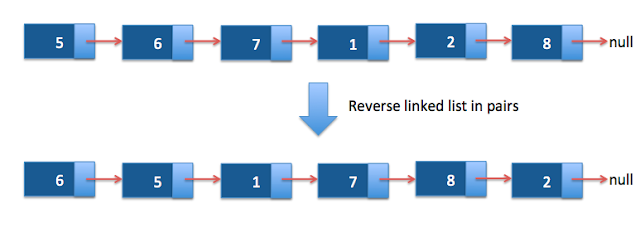 5 6 7 1 2 8 null
Reverse linked list in pairs
6 5 1 7 8 2 null